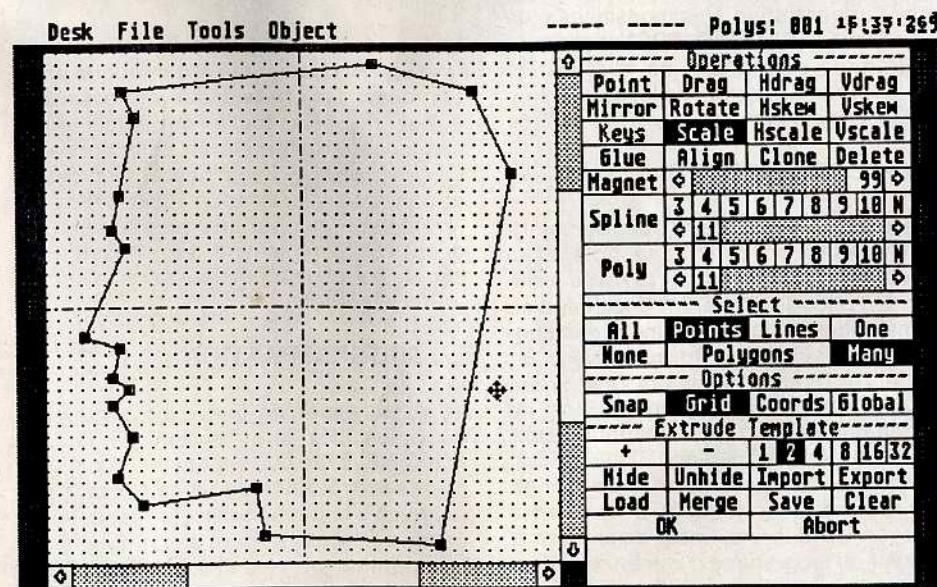 Desk File Tools Object ----- ----- Polys: 001
-------- Operations --------
Point Drag Hdrag Vdrag
Mirror Rotate Hskew Vskew
Keys Scale Hscale Vscale
Glue Align Clone Delete
Magnet 99
Spline 3 4 5 6 7 8 9 10 N
11
Poly 3 4 5 6 7 8 9 10 N
11
---------- Select ----------
All Points Lines One
None Polygons Many
--------- Options ----------
Snap Grid Coords Global
----- Extrude Template------
+ - 1 2 4 8 16 32
Hide Unhide Import Export
Load Merge Save Clear
OK Abort